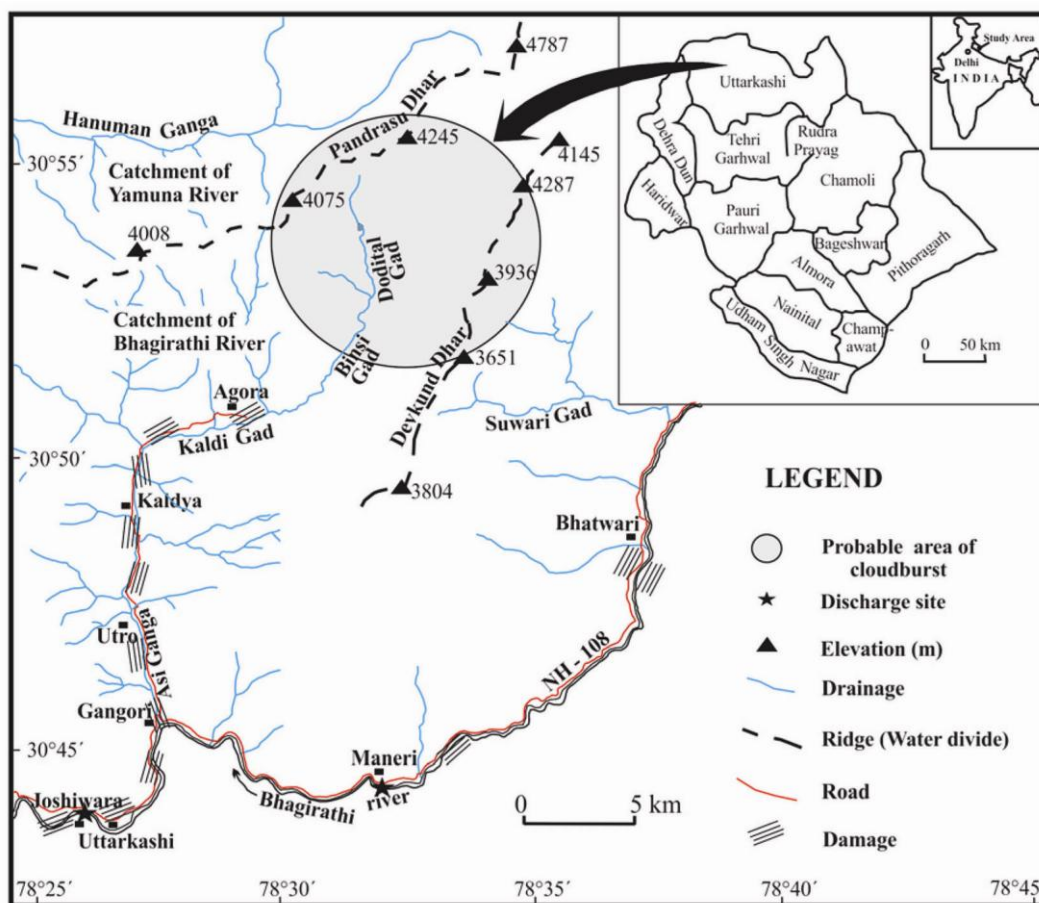 4787
Hanuman Ganga
Pandrasu Dhar
4245
4145
30°55´
Catchment of
Yamuna River
4075
4287
4008
Dodital
Gad
3936
Catchment of
Bhagirathi River
Binsi
Gad
Devkund Dhar
3651
Agora
Kaldi Gad
Suwari Gad
30°50´
3804
Kaldya
Bhatwari
Utro
Asi Ganga
NH - 108
Gangori
30°45´
Maneri
Joshiwara
Bhagirathi
river
0 5 km
Uttarkashi
78°25´
78°30´
78°35´
78°40´
78°45´
Uttarkashi
Dehra Dun
Tehri
Garhwal
Rudra
Prayag
Chamoli
Haridwar
Pauri
Garhwal
Bageshwar
Pithoragarh
Almora
Nainital
Champ-
awat
Udham Singh Nagar
0 50 km
Study Area
Delhi
INDIA
LEGEND
Probable area of
cloudburst
Discharge site
Elevation (m)
Drainage
Ridge (Water divide)
Road
Damage